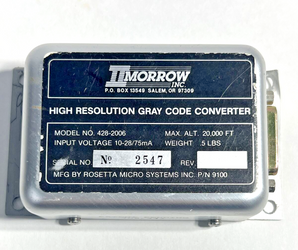 IIMORROW
INC
P.O. BOX 13549 SALEM, OR 97309
HIGH RESOLUTION GRAY CODE CONVERTER
MODEL NO. 428-2006 MAX. ALT. 20,000 FT
INPUT VOLTAGE 10-28/75mA WEIGHT .5 LBS
SERIAL NO. Nº 2547 REV.
MFG BY ROSETTA MICRO SYSTEMS INC. P/N 9100